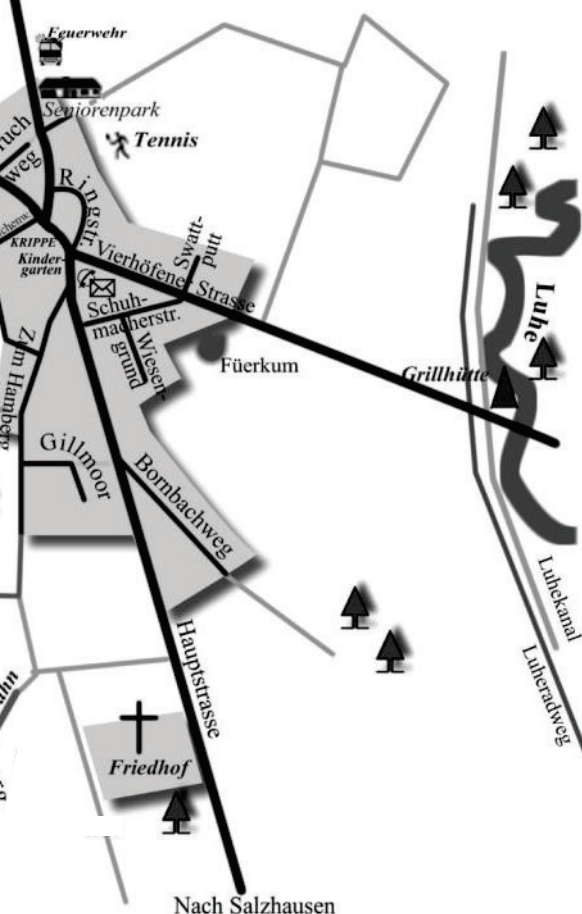 Feuerwehr
Seniorenpark
Tennis
ruch
weg
Ringstr.
KRIPPE
Kinder-
garten
Vierhöfener Strasse
Swatt-
putt
Schuh-
macherstr.
Wiesen-
grund
Füerkum
Grillhütte
Luhe
Zum Hamberg
Gillmoor
Bornbachweg
Hauptstrasse
Luhekanal
Luheradweg
Friedhof
Nach Salzhausen